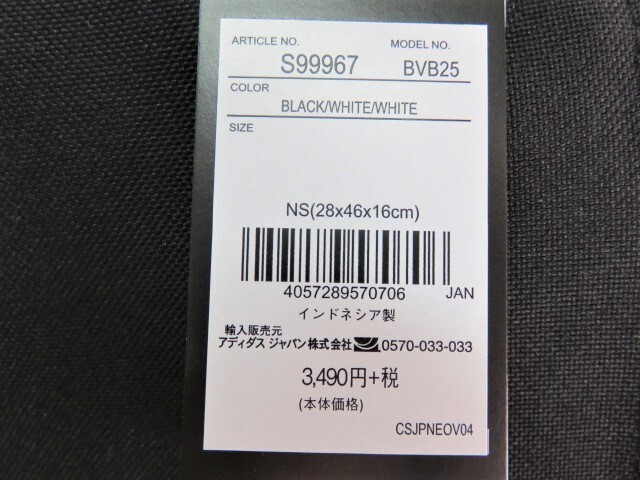 ARTICLE NO. MODEL NO.
S99967 BVB25
COLOR
BLACK/WHITE/WHITE
SIZE
NS(28x46x16cm)
4057289570706 JAN
インドネシア製
輸入販売元
アディダス ジャパン株式会社 0570-033-033
3,490円+税
(本体価格)
CSJPNEOV04